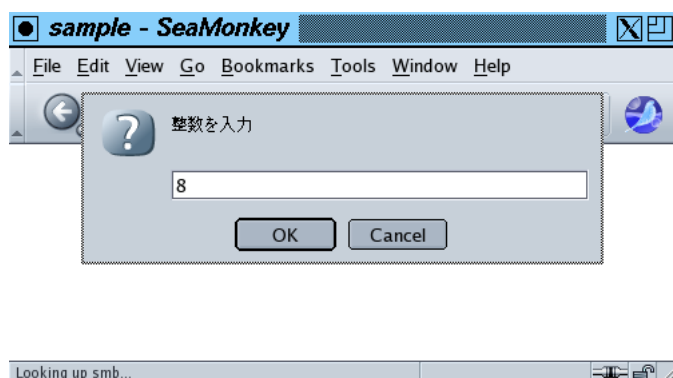 sample - SeaMonkey
File Edit View Go Bookmarks Tools Window Help
整数を入力
8
OK Cancel
Looking up smb...